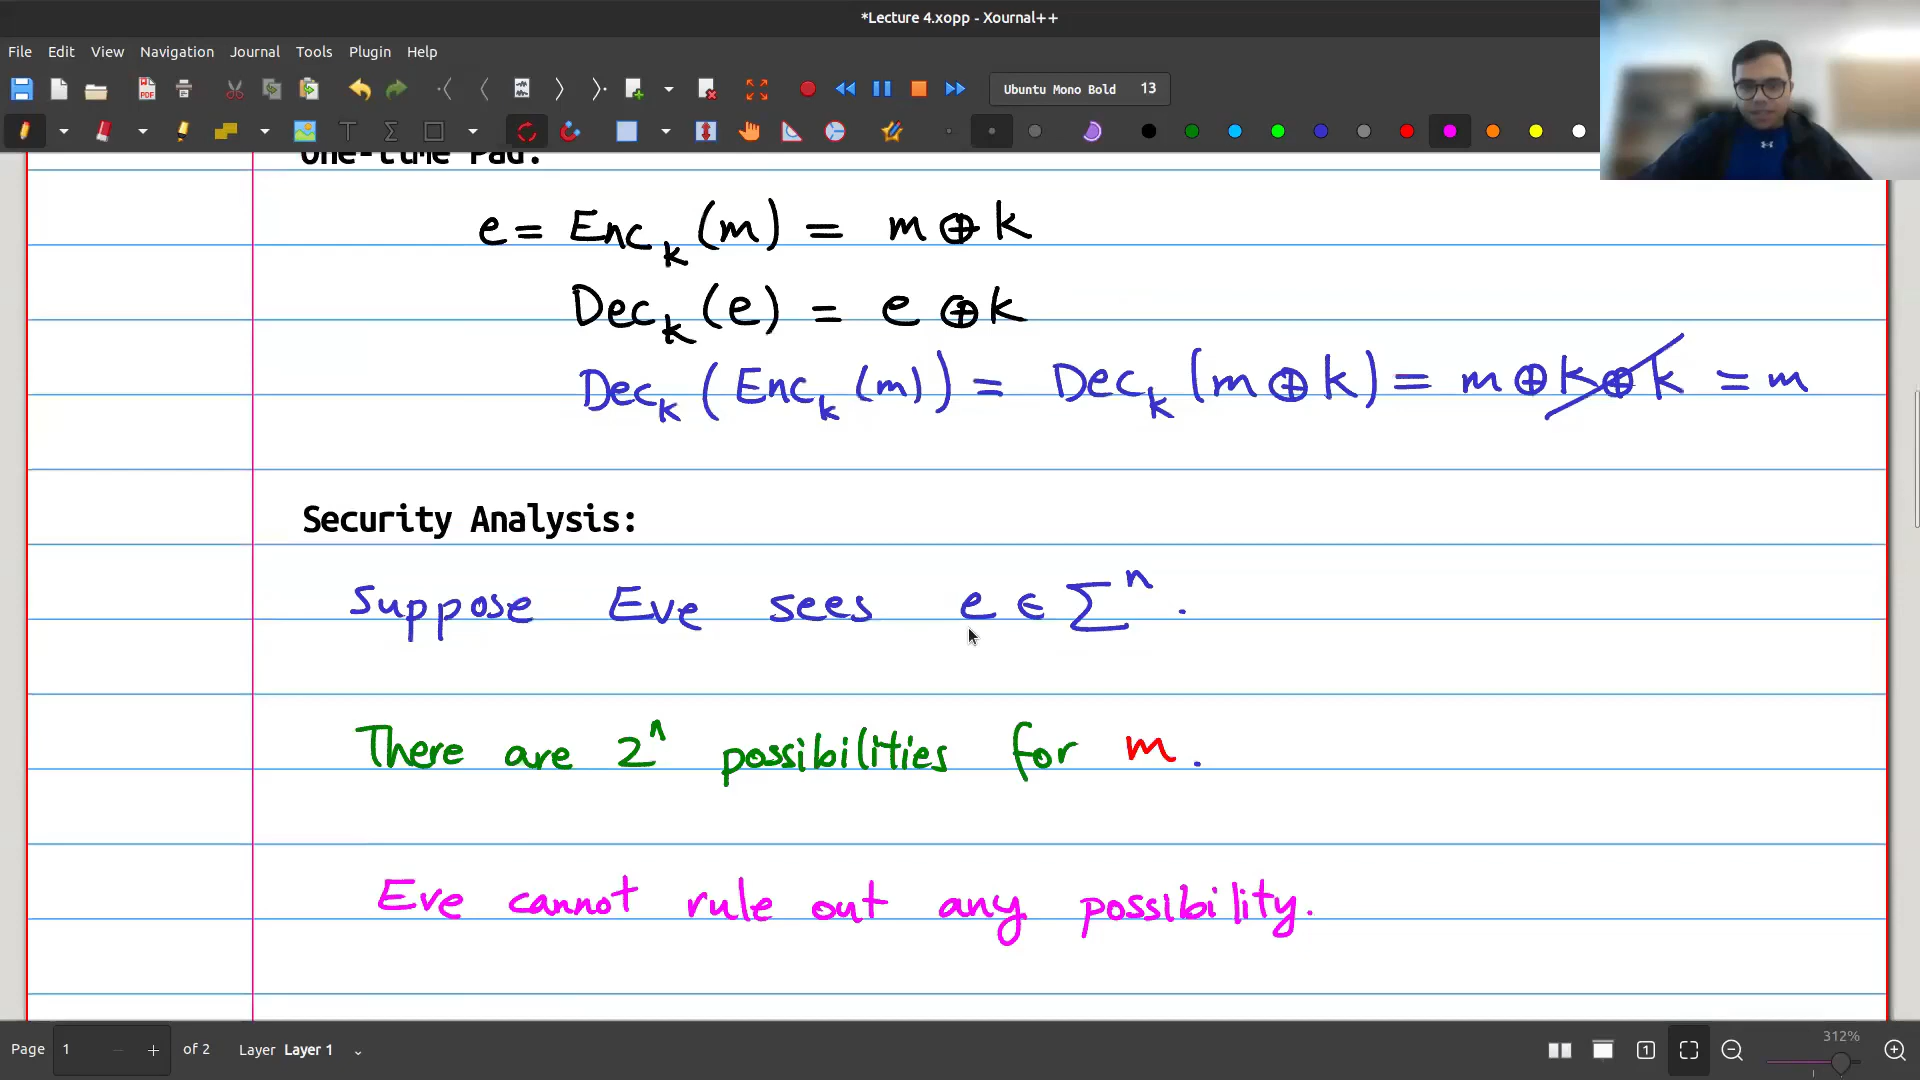 *Lecture 4.xopp - Xournal++
File Edit View Navigation Journal Tools Plugin Help
PDF
Ubuntu Mono Bold 13
One-time Pad:
e = Enc_k (m) = m ⊕ k
Dec_k (e) = e ⊕ k
Dec_k (Enc_k (m)) = Dec_k (m ⊕ k) = m ⊕ k ⊕ k = m
Security Analysis:
Suppose Eve sees e ∈ Σ^n .
There are 2^n possibilities for m .
Eve cannot rule out any possibility.
Page 1 of 2 Layer Layer 1 1 312%